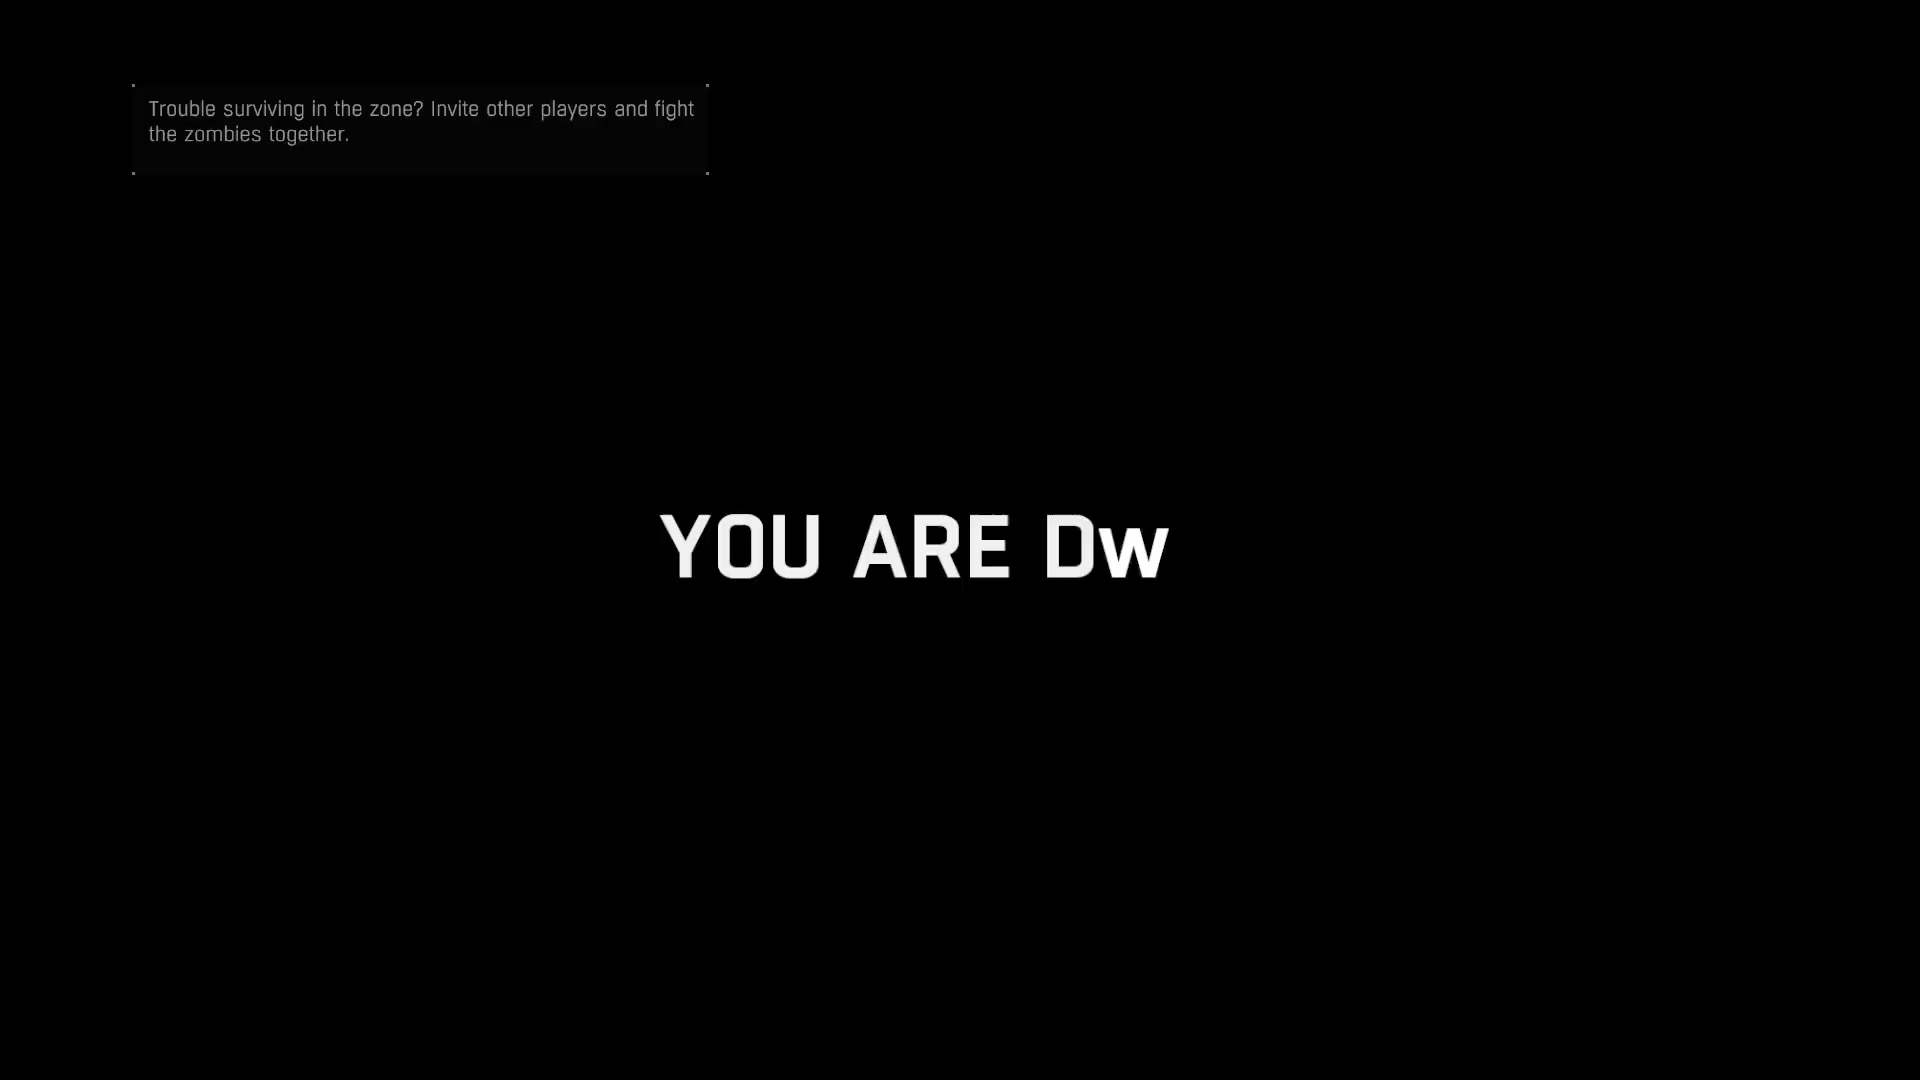 Trouble surviving in the zone? Invite other players and fight
the zombies together.
YOU ARE Dw